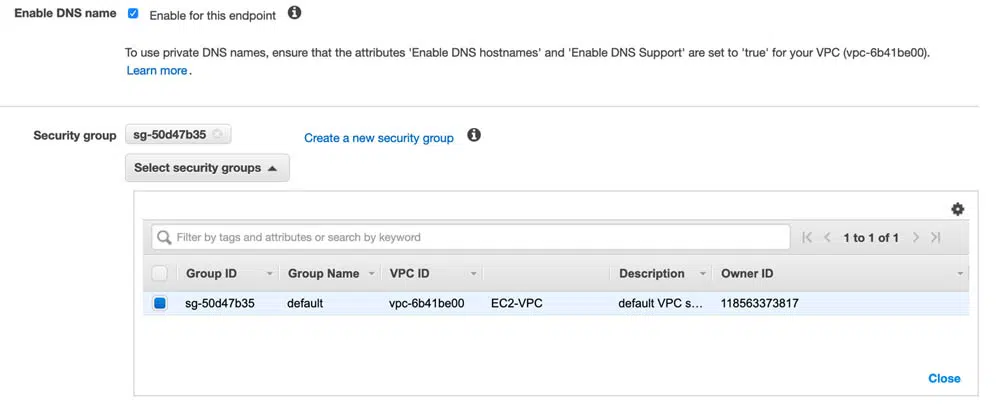 Enable DNS name Enable for this endpoint
To use private DNS names, ensure that the attributes 'Enable DNS hostnames' and 'Enable DNS Support' are set to 'true' for your VPC (vpc-6b41be00).
Learn more.
Security group sg-50d47b35 Create a new security group
Select security groups
Filter by tags and attributes or search by keyword 1 to 1 of 1
Group ID Group Name VPC ID Description Owner ID
sg-50d47b35 default vpc-6b41be00 EC2-VPC default VPC s... 118563373817
Close